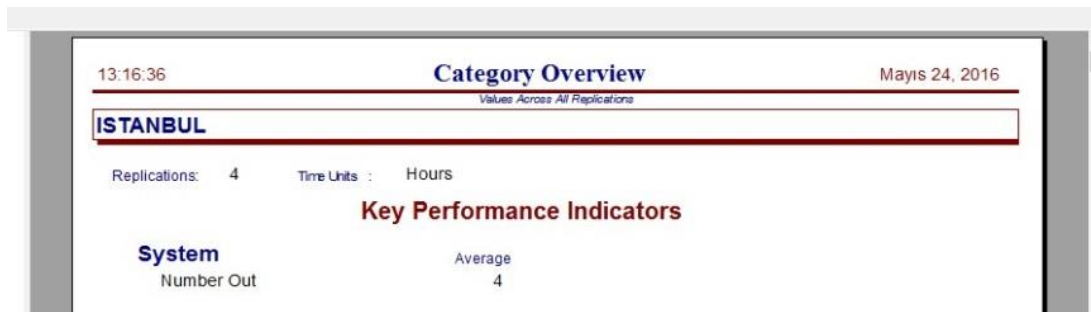 13:16:36 Category Overview Mayıs 24, 2016
Values Across All Replications
ISTANBUL
Replications: 4 Time Units : Hours
Key Performance Indicators
System Average
Number Out 4